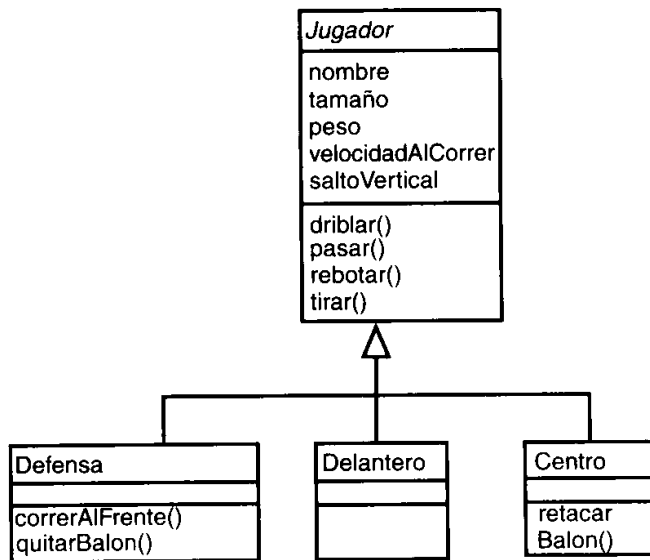 Jugador
nombre
tamaño
peso
velocidadAlCorrer
saltoVertical
driblar()
pasar()
rebotar()
tirar()
Defensa
correrAlFrente()
quitarBalon()
Delantero
Centro
retacar
Balon()